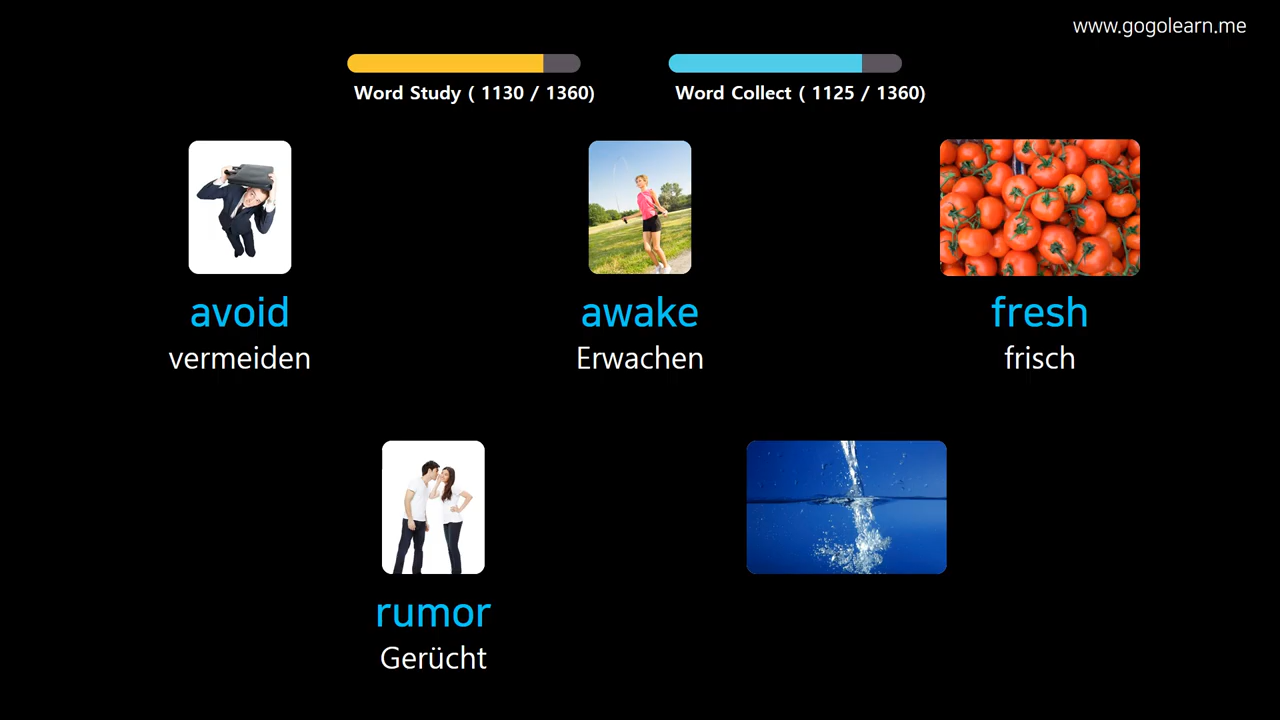 www.gogolearn.me
Word Study ( 1130 / 1360)
Word Collect ( 1125 / 1360)
avoid
vermeiden
awake
Erwachen
fresh
frisch
rumor
Gerücht